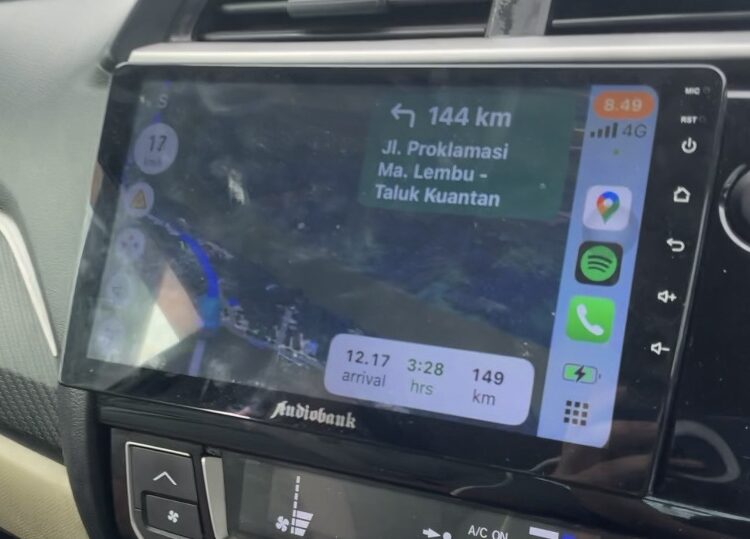 S
17
km/h
144 km
Jl. Proklamasi
Ma. Lembu -
Taluk Kuantan
8.49
4G
12.17
arrival
3:28
hrs
149
km
MIC
RST
Audiobank
A/C ON